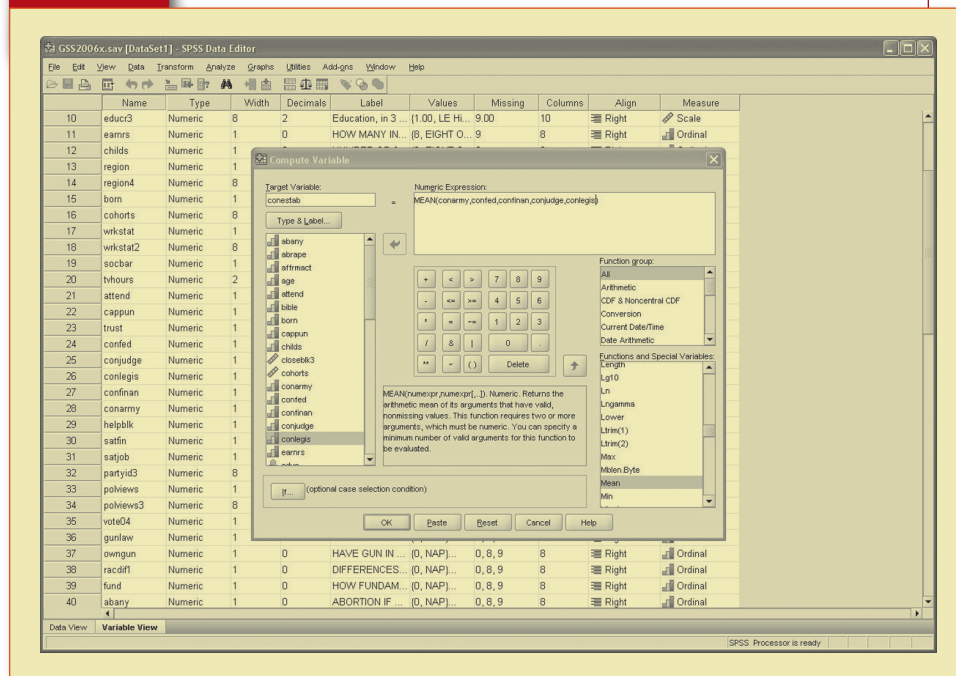 GSS2006x.sav [DataSet1] - SPSS Data Editor
File Edit View Data Transform Analyze Graphs Utilities Add-ons Window Help
Name Type Width Decimals Label Values Missing Columns Align Measure
10 educr3 Numeric 8 2 Education, in 3 ... {1.00, LE Hi... 9.00 10 Right Scale
11 earnrs Numeric 1 0 HOW MANY IN... {8, EIGHT O... 9 8 Right Ordinal
12 childs Numeric 1
13 region Numeric 1
14 region4 Numeric 8
15 born Numeric 1
16 cohorts Numeric 8
17 wrkstat Numeric 1
18 wrkstat2 Numeric 8
19 socbar Numeric 1
20 tvhours Numeric 2
21 attend Numeric 1
22 cappun Numeric 1
23 trust Numeric 1
24 confed Numeric 1
25 conjudge Numeric 1
26 conlegis Numeric 1
27 confinan Numeric 1
28 conarmy Numeric 1
29 helpblk Numeric 1
30 satfin Numeric 1
31 satjob Numeric 1
32 partyid3 Numeric 8
33 polviews Numeric 1
34 polviews3 Numeric 8
35 vote04 Numeric 1
36 gunlaw Numeric 1
37 owngun Numeric 1 0 HAVE GUN IN ... {0, NAP}... 0, 8, 9 8 Right Ordinal
38 racdif1 Numeric 1 0 DIFFERENCES... {0, NAP}... 0, 8, 9 8 Right Ordinal
39 fund Numeric 1 0 HOW FUNDAM... {0, NAP}... 0, 8, 9 8 Right Ordinal
40 abany Numeric 1 0 ABORTION IF ... {0, NAP}... 0, 8, 9 8 Right Ordinal
Compute Variable
Target Variable:
conestab
=
Numeric Expression:
MEAN(conarmy,confed,confinan,conjudge,conlegis)
Type & Label...
abany
abrape
affrmact
age
attend
bible
born
cappun
childs
closeblk3
cohorts
conarmy
confed
confinan
conjudge
conlegis
earnrs
+ < > 7 8 9
- <= >= 4 5 6
* = ~= 1 2 3
/ & | 0 .
** ~ ( ) Delete
Function group:
All
Arithmetic
CDF & Noncentral CDF
Conversion
Current Date/Time
Date Arithmetic
Functions and Special Variables:
Length
Lg10
Ln
Lngamma
Lower
Ltrim(1)
Ltrim(2)
Max
Mblen.Byte
Mean
Min
MEAN(numexpr,numexpr[,..]). Numeric. Returns the
arithmetic mean of its arguments that have valid,
nonmissing values. This function requires two or more
arguments, which must be numeric. You can specify a
minimum number of valid arguments for this function to
be evaluated.
If... (optional case selection condition)
OK Paste Reset Cancel Help
Data View Variable View
SPSS Processor is ready